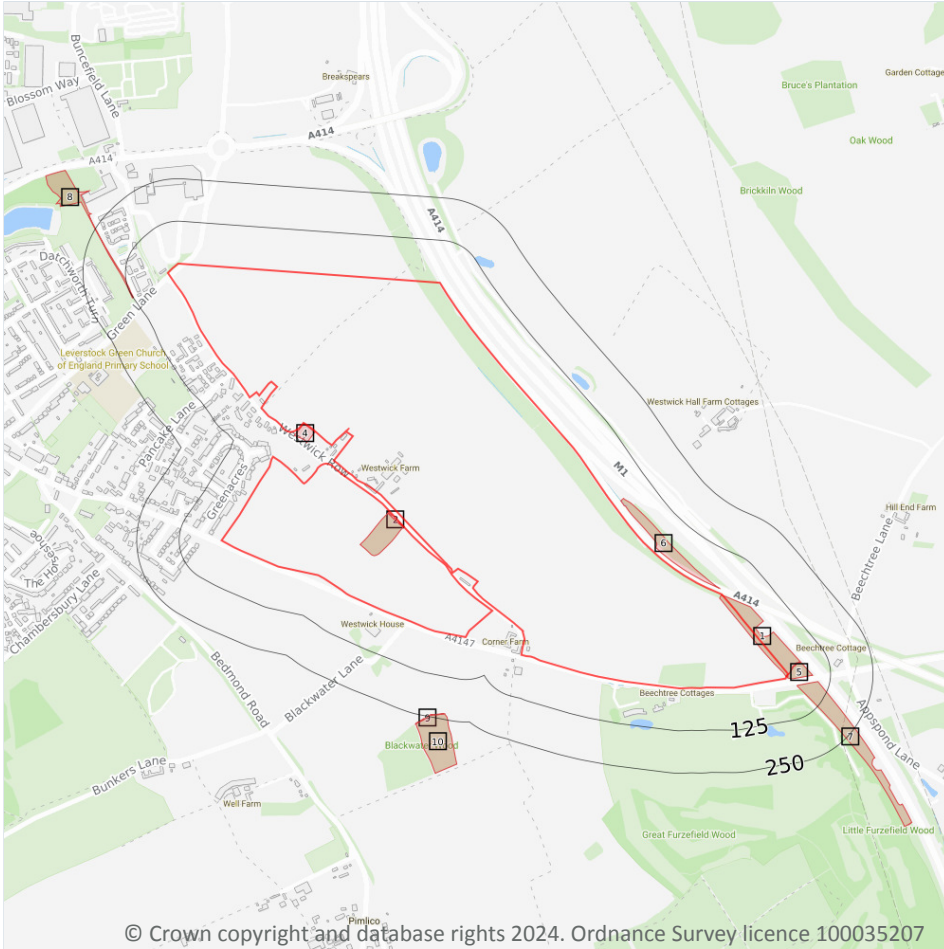 Buncefield Lane
Blossom Way
Breakspears
A414
A414
Bruce's Plantation
Garden Cottage
Oak Wood
Brickkiln Wood
8
A414
Datchworth Turn
Green Lane
Leverstock Green Church
of England Primary School
Pancake Lane
Westwick Hall Farm Cottages
4
Westwick Row
Westwick Farm
M1
Greenacres
2
Hill End Farm
6
Beechtree Lane
Chambersbury Lane
A414
Westwick House
A4147
Corner Farm
1
Beechtree Cottage
5
Bedmond Road
Blackwater Lane
Beechtree Cottages
9
10
125
250
7
Appspond Lane
Bunkers Lane
Well Farm
Great Furzefield Wood
Little Furzefield Wood
Pimlico
© Crown copyright and database rights 2024. Ordnance Survey licence 100035207